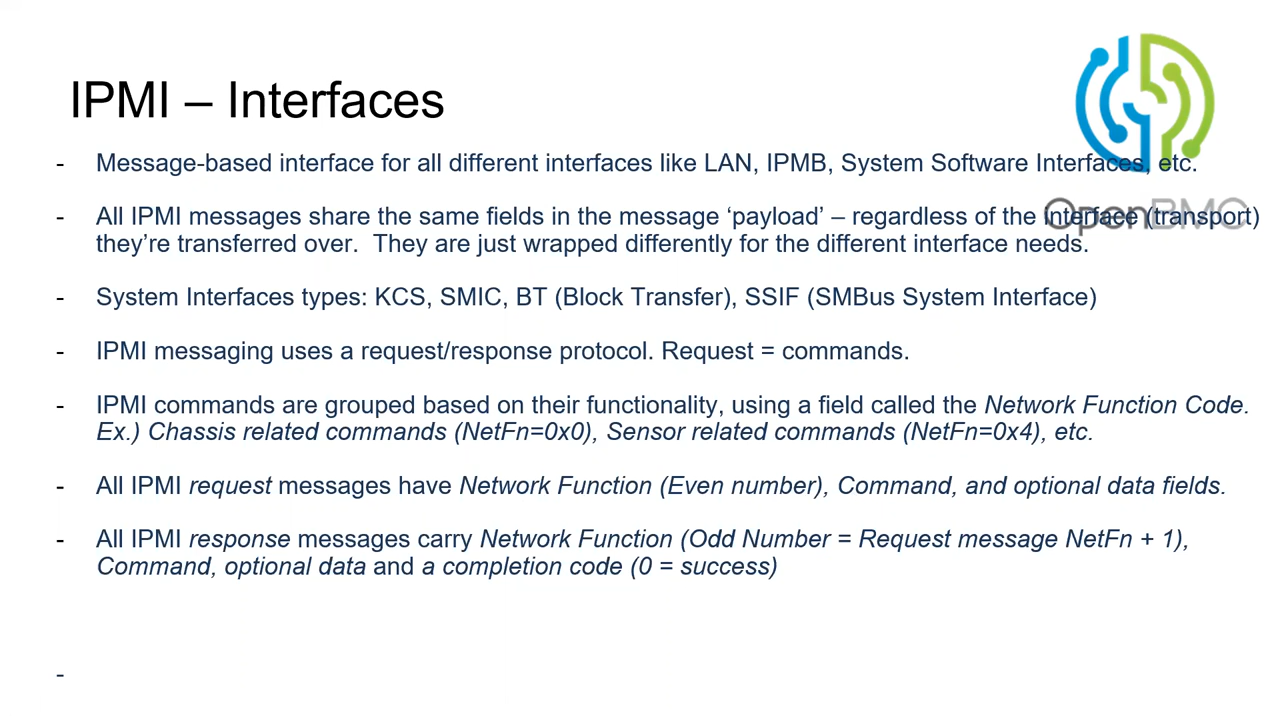 IPMI – Interfaces
- Message-based interface for all different interfaces like LAN, IPMB, System Software Interfaces, etc.
- All IPMI messages share the same fields in the message ‘payload’ – regardless of the interface (transport)
they’re transferred over.  They are just wrapped differently for the different interface needs.
- System Interfaces types: KCS, SMIC, BT (Block Transfer), SSIF (SMBus System Interface)
- IPMI messaging uses a request/response protocol. Request = commands.
- IPMI commands are grouped based on their functionality, using a field called the Network Function Code.
Ex.) Chassis related commands (NetFn=0x0), Sensor related commands (NetFn=0x4), etc.
- All IPMI request messages have Network Function (Even number), Command, and optional data fields.
- All IPMI response messages carry Network Function (Odd Number = Request message NetFn + 1),
Command, optional data and a completion code (0 = success)
-
OpenBMC